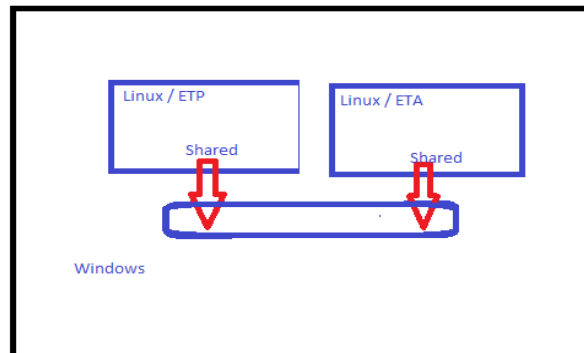 Linux / ETP
Linux / ETA
Shared
Shared
Windows